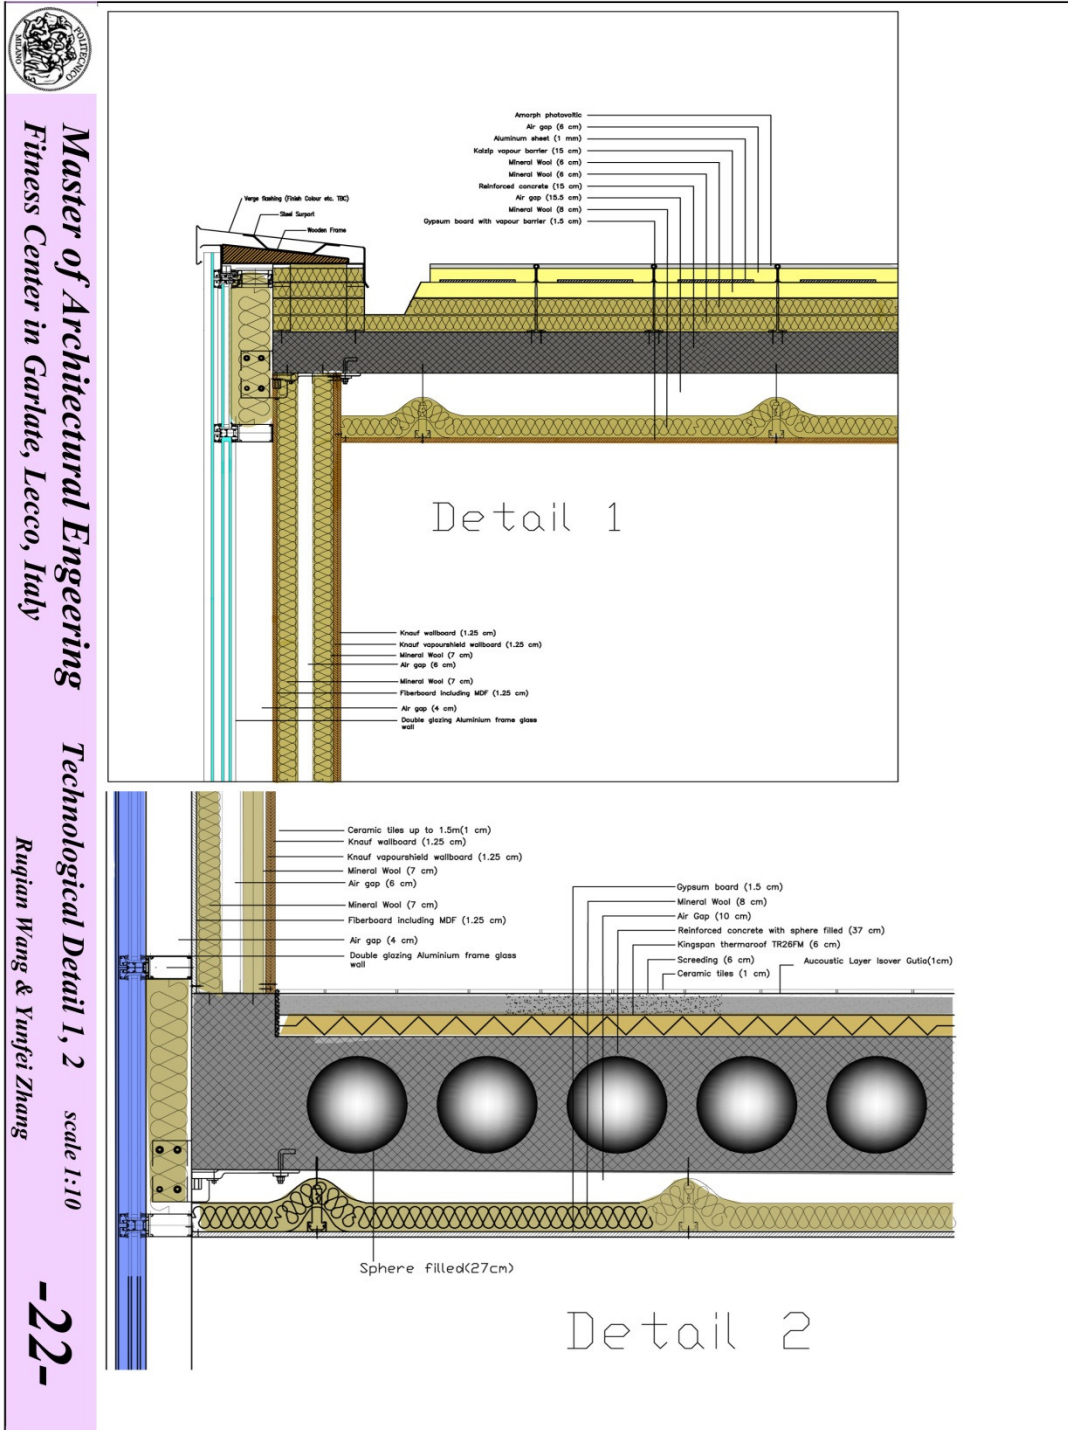 POLITECNICO
MILANO
Master of Architectural Engeering
Fitness Center in Garlate, Lecco, Italy
Technological Detail 1, 2
scale 1:10
Ruqian Wang & Yunfei Zhang
-22-
Amorph photovoltic
Air gap (6 cm)
Aluminum sheet (1 mm)
Kalzip vapour barrier (15 cm)
Mineral Wool (6 cm)
Mineral Wool (6 cm)
Reinforced concrete (15 cm)
Air gap (15.5 cm)
Mineral Wool (8 cm)
Gypsum board with vapour barrier (1.5 cm)
Verge flashing (Finish Colour etc. TBC)
Steel Surport
Wooden Frame
Detail 1
Knauf wallboard (1.25 cm)
Knauf vapourshield wallboard (1.25 cm)
Mineral Wool (7 cm)
Air gap (6 cm)
Mineral Wool (7 cm)
Fiberboard including MDF (1.25 cm)
Air gap (4 cm)
Double glazing Aluminium frame glass
wall
Ceramic tiles up to 1.5m(1 cm)
Knauf wallboard (1.25 cm)
Knauf vapourshield wallboard (1.25 cm)
Mineral Wool (7 cm)
Air gap (6 cm)
Mineral Wool (7 cm)
Fiberboard including MDF (1.25 cm)
Air gap (4 cm)
Double glazing Aluminium frame glass
wall
Gypsum board (1.5 cm)
Mineral Wool (8 cm)
Air Gap (10 cm)
Reinforced concrete with sphere filled (37 cm)
Kingspan thermaroof TR26FM (6 cm)
Screeding (6 cm)
Aucoustic Layer Isover Gutia(1cm)
Ceramic tiles (1 cm)
Sphere filled(27cm)
Detail 2